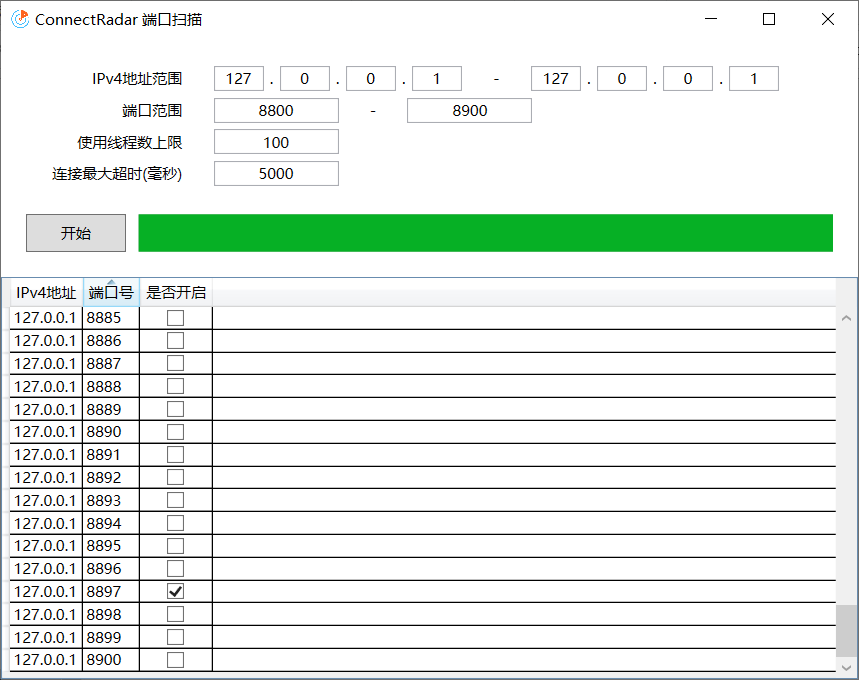 ConnectRadar 端口扫描
IPv4地址范围 127 . 0 . 0 . 1 - 127 . 0 . 0 . 1
端口范围 8800 - 8900
使用线程数上限 100
连接最大超时(毫秒) 5000
开始
IPv4地址 端口号 是否开启
127.0.0.1 8885
127.0.0.1 8886
127.0.0.1 8887
127.0.0.1 8888
127.0.0.1 8889
127.0.0.1 8890
127.0.0.1 8891
127.0.0.1 8892
127.0.0.1 8893
127.0.0.1 8894
127.0.0.1 8895
127.0.0.1 8896
127.0.0.1 8897
127.0.0.1 8898
127.0.0.1 8899
127.0.0.1 8900